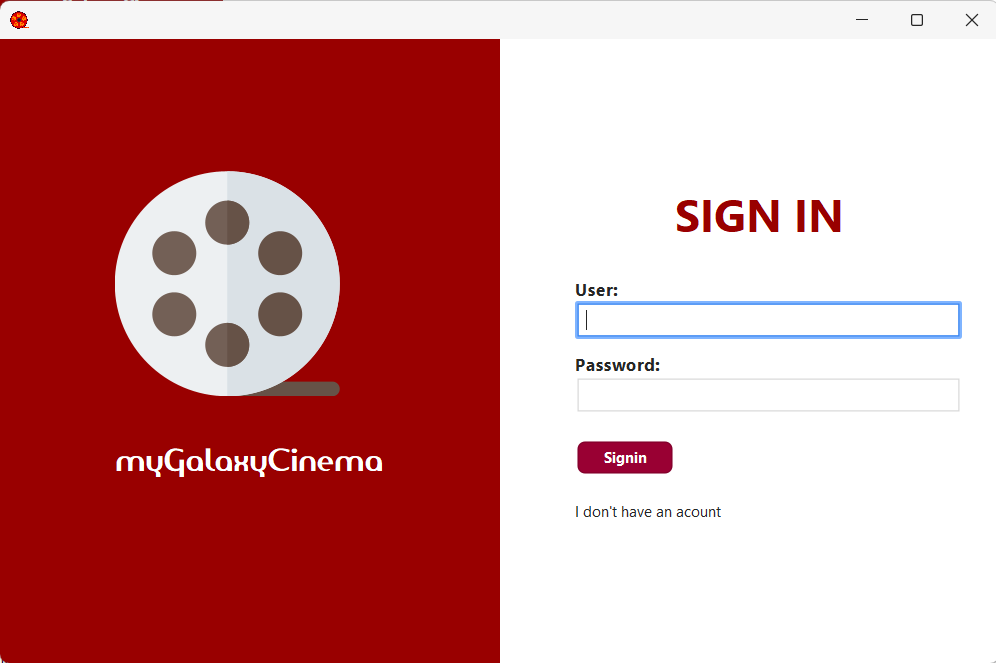 myGalaxyCinema
SIGN IN
User:
Password:
Signin
I don't have an acount